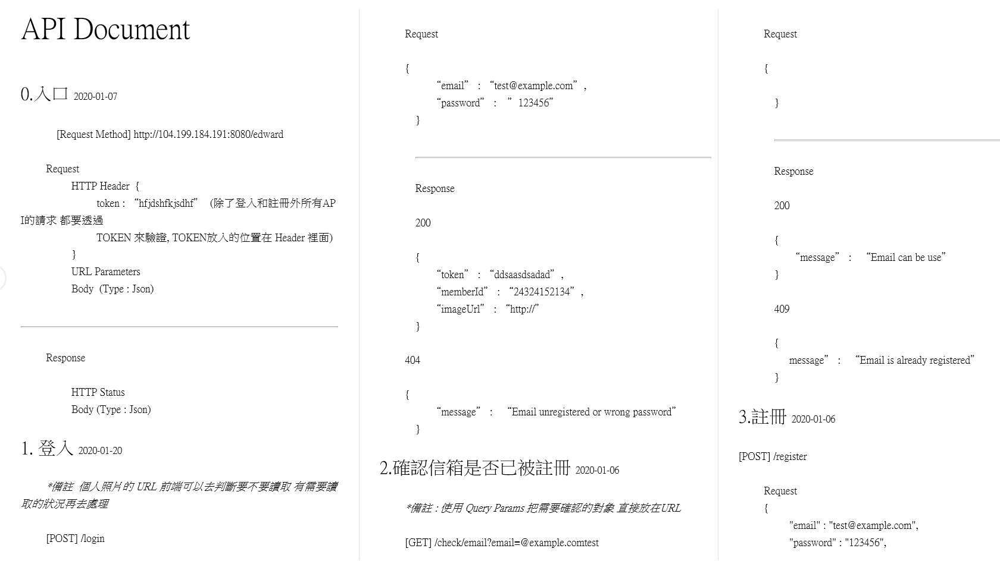 API Document
0.入口 2020-01-07
[Request Method] http://104.199.184.191:8080/edward
Request
HTTP Header {
token : “hfjdshfkjsdhf” (除了登入和註冊外所有AP
I的請求 都要透過
TOKEN 來驗證, TOKEN放入的位置在 Header 裡面)
}
URL Parameters
Body (Type : Json)
Response
HTTP Status
Body (Type : Json)
1. 登入 2020-01-20
*備註 個人照片的 URL 前端可以去判斷要不要讀取 有需要讀
取的狀況再去處理
[POST] /login
Request
{
“email” : “test@example.com” ,
“password” : ” 123456”
}
Response
200
{
“token” : “ddsaasdsadad” ,
“memberId” : “24324152134” ,
“imageUrl” : “http://”
}
404
{
“message” : “Email unregistered or wrong password”
}
2.確認信箱是否已被註冊 2020-01-06
*備註 : 使用 Query Params 把需要確認的對象 直接放在URL
[GET] /check/email?email=@example.comtest
Request
{
}
Response
200
{
“message” : “Email can be use”
}
409
{
message” : “Email is already registered”
}
3.註冊 2020-01-06
[POST] /register
Request
{
"email" : "test@example.com",
"password" : "123456",